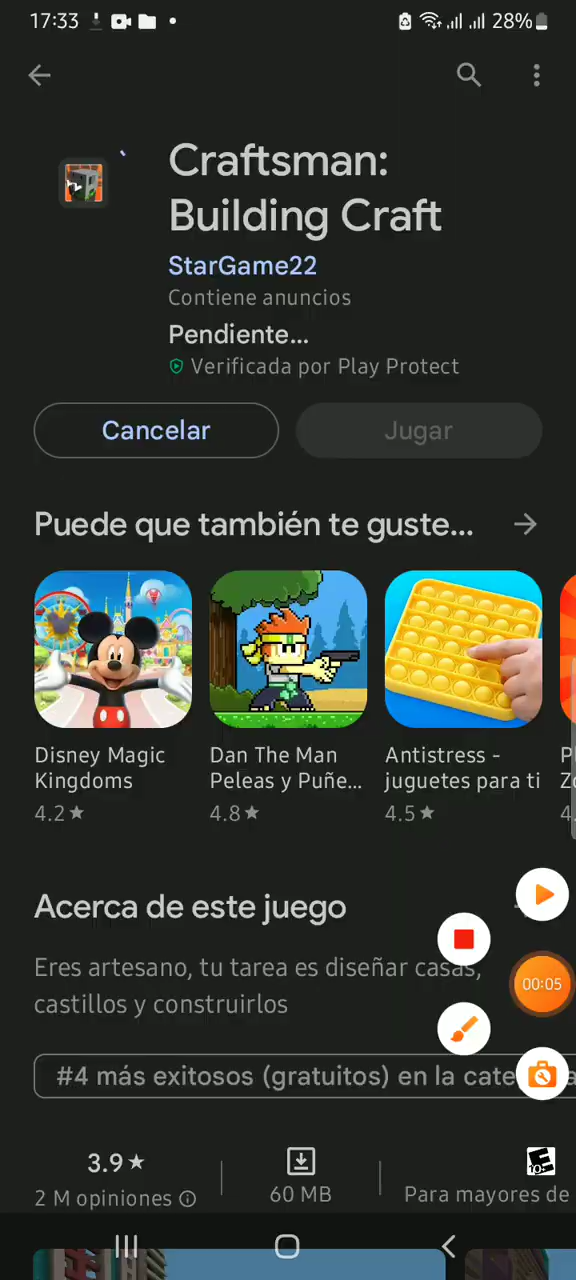 17:33
28%
Craftsman:
Building Craft
StarGame22
Contiene anuncios
Pendiente...
Verificada por Play Protect
Cancelar
Jugar
Puede que también te guste...
Disney Magic
Kingdoms
4.2★
Dan The Man
Peleas y Puñe...
4.8★
Antistress -
juguetes para ti
4.5★
4.
Acerca de este juego
Eres artesano, tu tarea es diseñar casas,
castillos y construirlos
00:05
#4 más exitosos (gratuitos) en la cate
3.9★
2 M opiniones
60 MB
E
Para mayores de